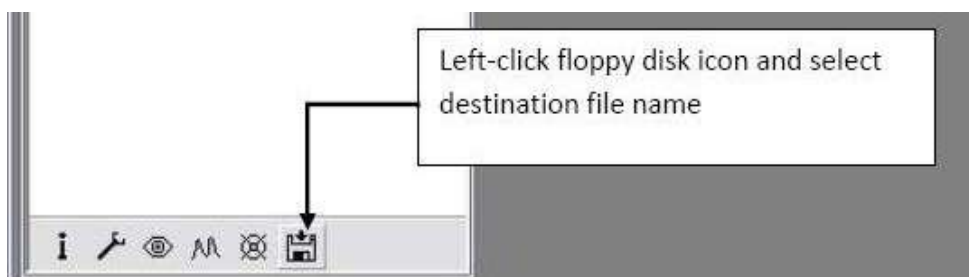 Left-click floppy disk icon and select
destination file name
i